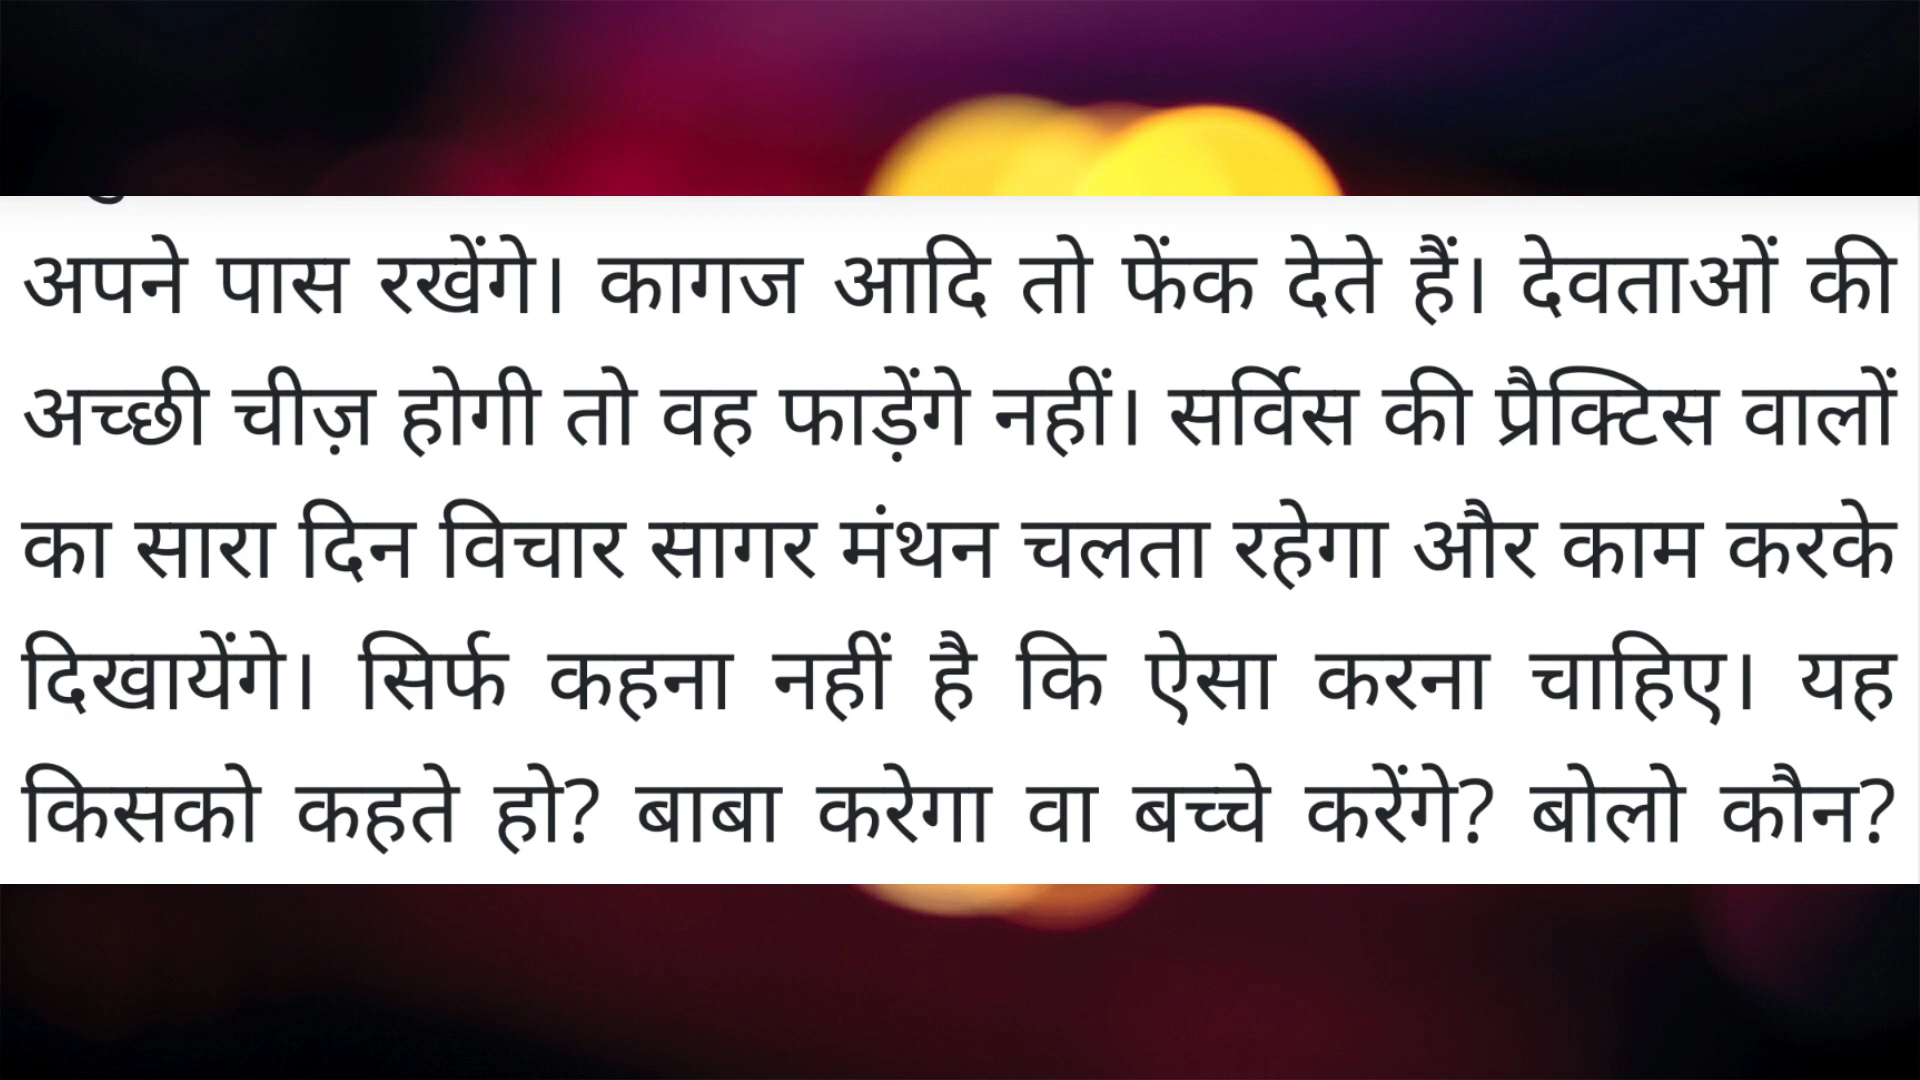 अपने पास रखेंगे। कागज आदि तो फेंक देते हैं। देवताओं की
अच्छी चीज़ होगी तो वह फाड़ेंगे नहीं। सर्विस की प्रैक्टिस वालों
का सारा दिन विचार सागर मंथन चलता रहेगा और काम करके
दिखायेंगे। सिर्फ कहना नहीं है कि ऐसा करना चाहिए। यह
किसको कहते हो? बाबा करेगा वा बच्चे करेंगे? बोलो कौन?